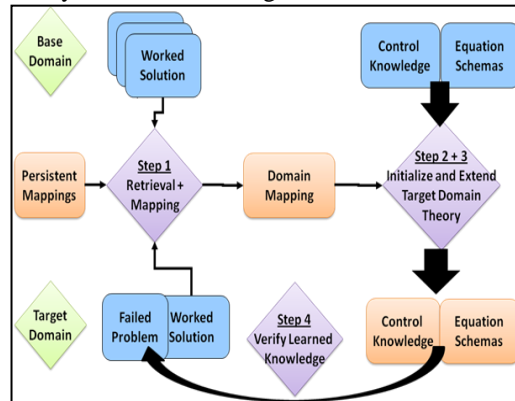 Base
Domain
Worked
Solution
Control
Knowledge
Equation
Schemas
Persistent
Mappings
Step 1
Retrieval +
Mapping
Domain
Mapping
Step 2 + 3
Initialize and Extend
Target Domain
Theory
Target
Domain
Failed
Problem
Worked
Solution
Step 4
Verify Learned
Knowledge
Control
Knowledge
Equation
Schemas